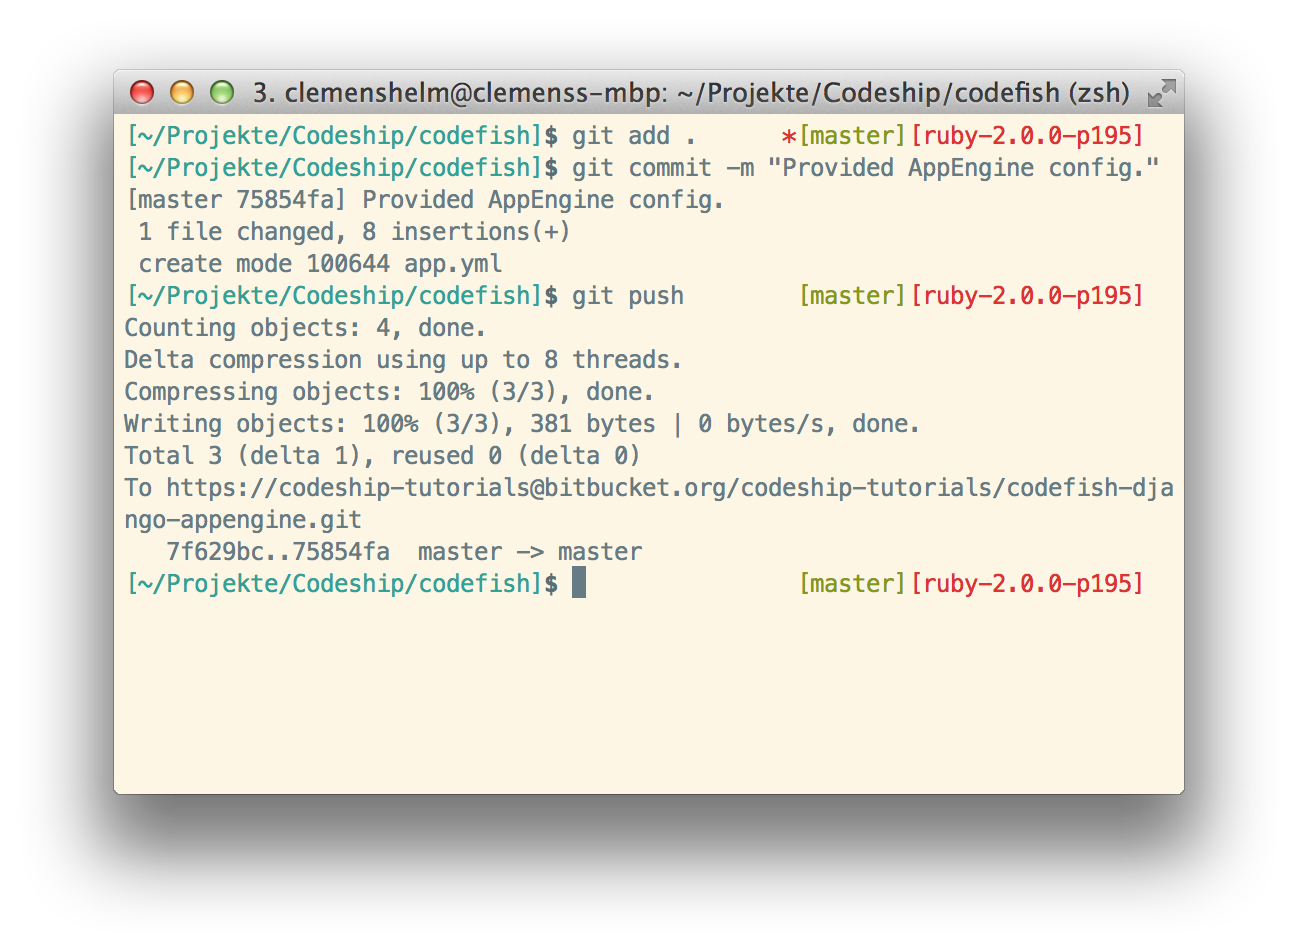 3. clemenshelm@clemenss-mbp: ~/Projekte/Codeship/codefish (zsh)
[~/Projekte/Codeship/codefish]$ git add .      *[master][ruby-2.0.0-p195]
[~/Projekte/Codeship/codefish]$ git commit -m "Provided AppEngine config."
[master 75854fa] Provided AppEngine config.
 1 file changed, 8 insertions(+)
 create mode 100644 app.yml
[~/Projekte/Codeship/codefish]$ git push        [master][ruby-2.0.0-p195]
Counting objects: 4, done.
Delta compression using up to 8 threads.
Compressing objects: 100% (3/3), done.
Writing objects: 100% (3/3), 381 bytes | 0 bytes/s, done.
Total 3 (delta 1), reused 0 (delta 0)
To https://codeship-tutorials@bitbucket.org/codeship-tutorials/codefish-dja
ngo-appengine.git
   7f629bc..75854fa  master -> master
[~/Projekte/Codeship/codefish]$                 [master][ruby-2.0.0-p195]